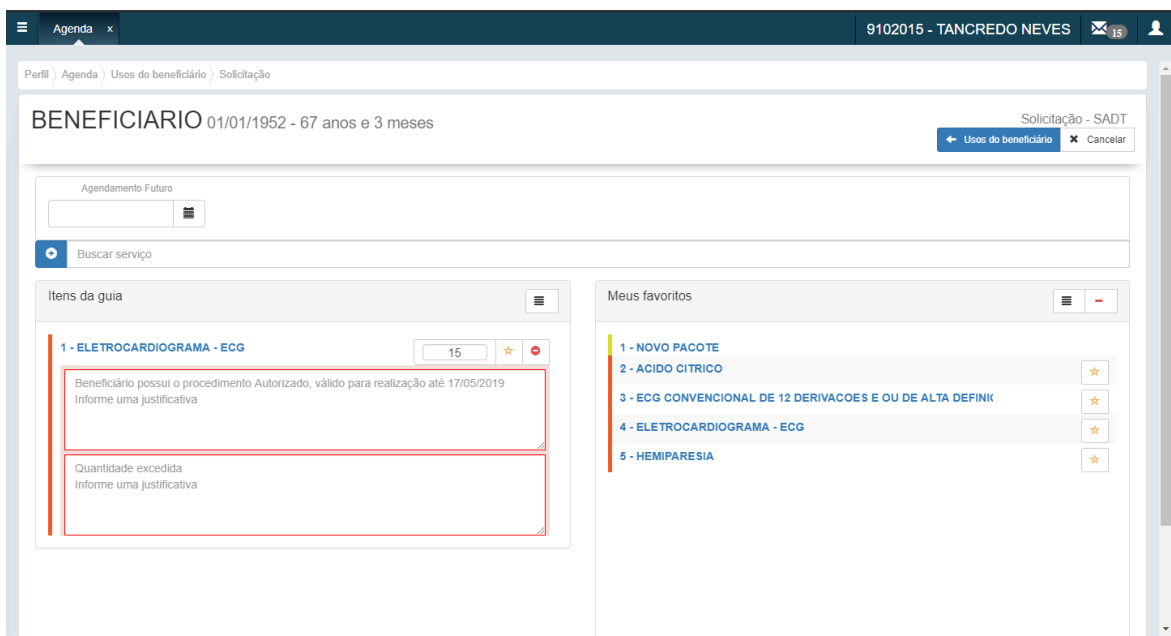 Agenda x
9102015 - TANCREDO NEVES
15
Perfil
Agenda
Usos do beneficiário
Solicitação
BENEFICIARIO 01/01/1952 - 67 anos e 3 meses
Solicitação - SADT
Usos do beneficiário
Cancelar
Agendamento Futuro
Buscar serviço
Itens da guia
1 - ELETROCARDIOGRAMA - ECG
15
Beneficiário possui o procedimento Autorizado, válido para realização até 17/05/2019
Informe uma justificativa
Quantidade excedida
Informe uma justificativa
Meus favoritos
1 - NOVO PACOTE
2 - ACIDO CITRICO
3 - ECG CONVENCIONAL DE 12 DERIVACOES E OU DE ALTA DEFINI
4 - ELETROCARDIOGRAMA - ECG
5 - HEMIPARESIA